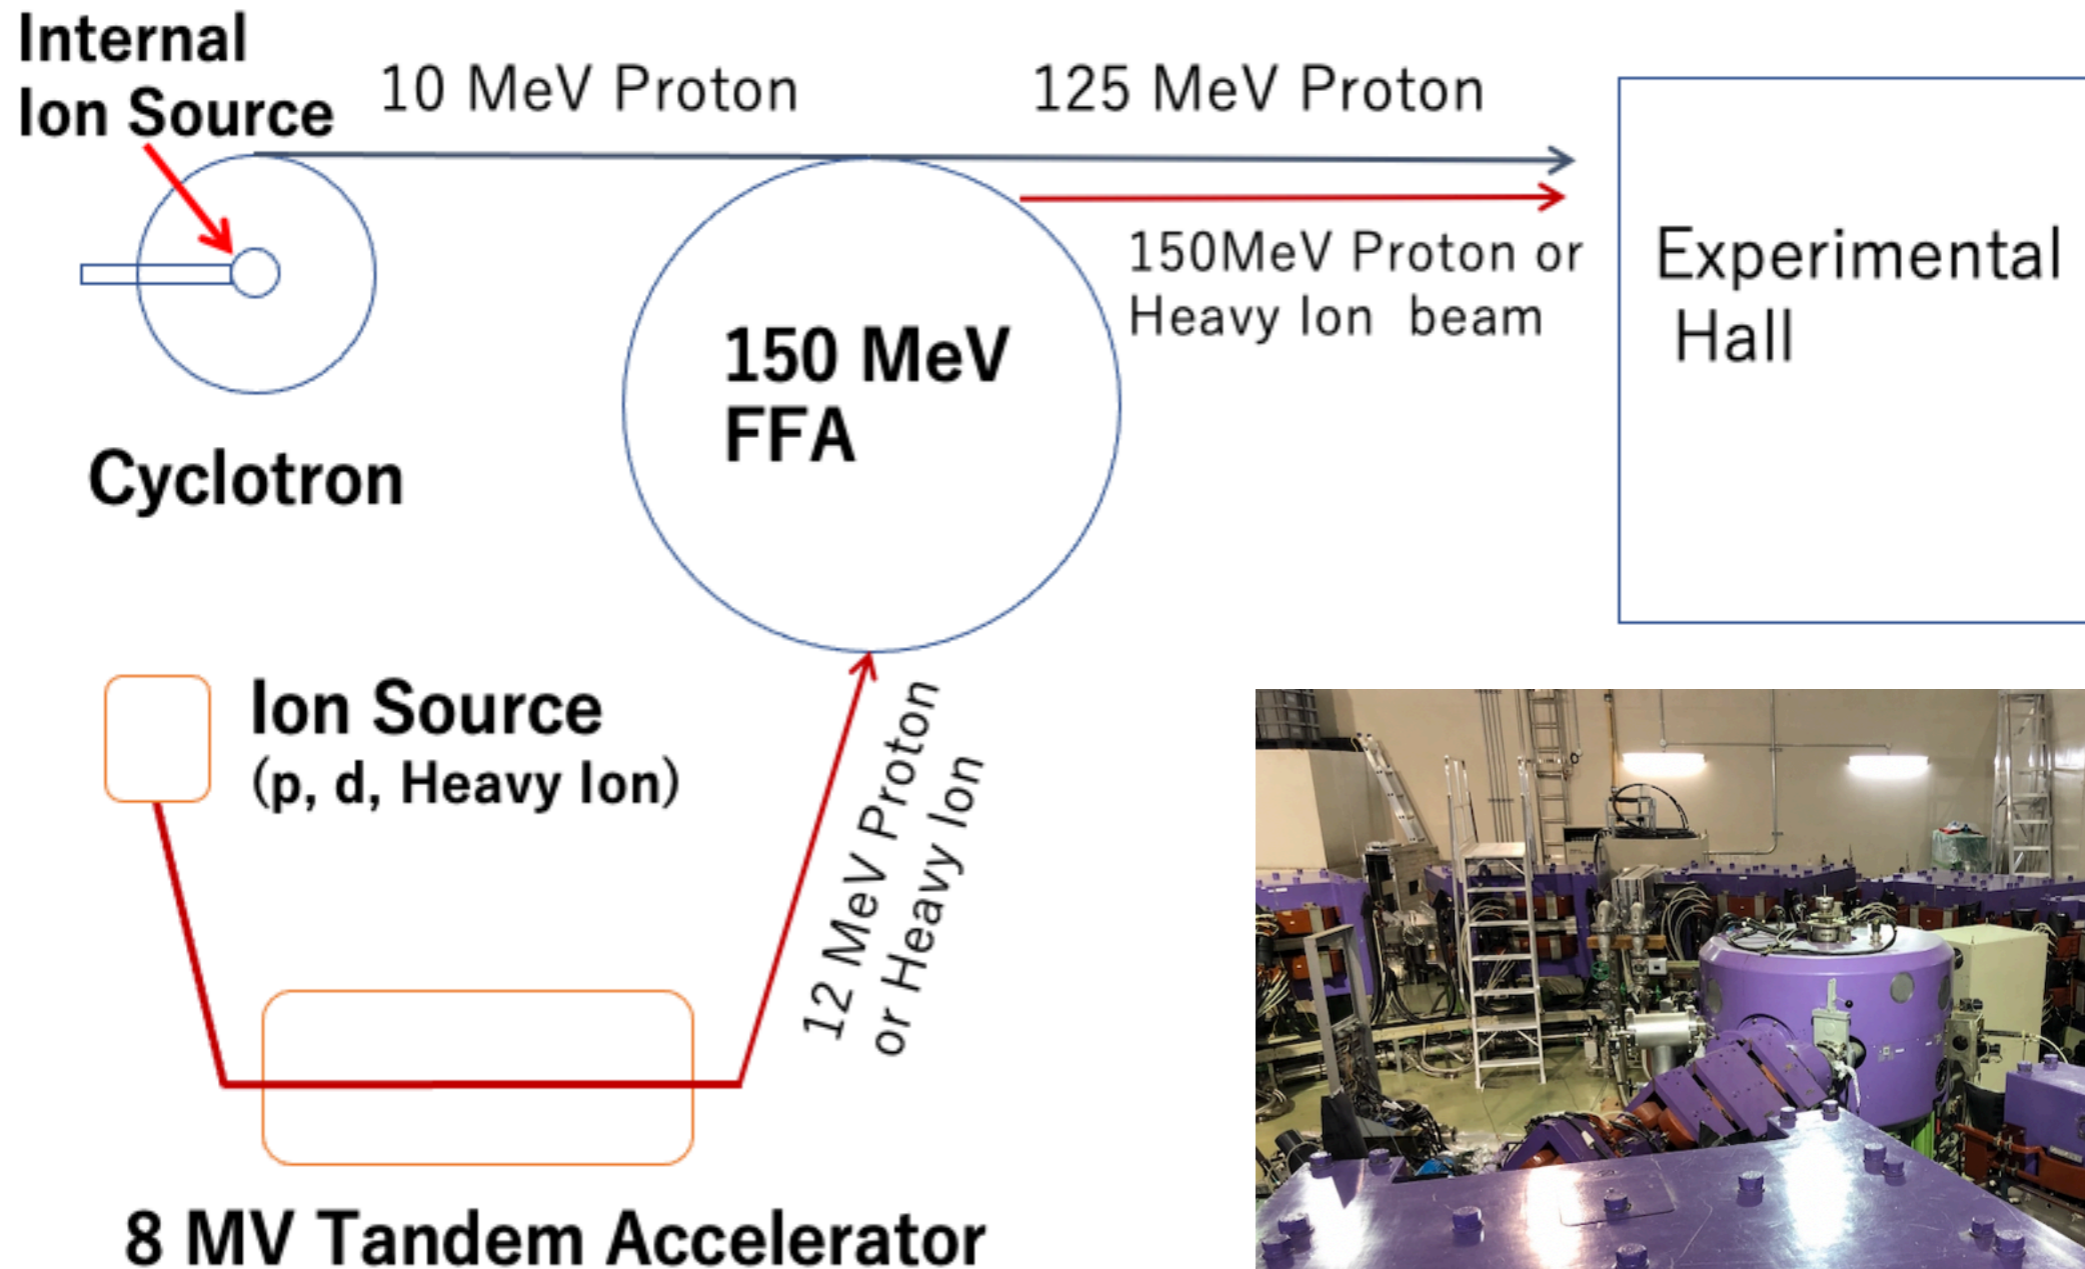 Internal
Ion Source
10 MeV Proton
125 MeV Proton
150MeV Proton or
Heavy Ion beam
Experimental
Hall
150 MeV
FFA
Cyclotron
Ion Source
(p, d, Heavy Ion)
12 MeV Proton
or Heavy Ion
8 MV Tandem Accelerator